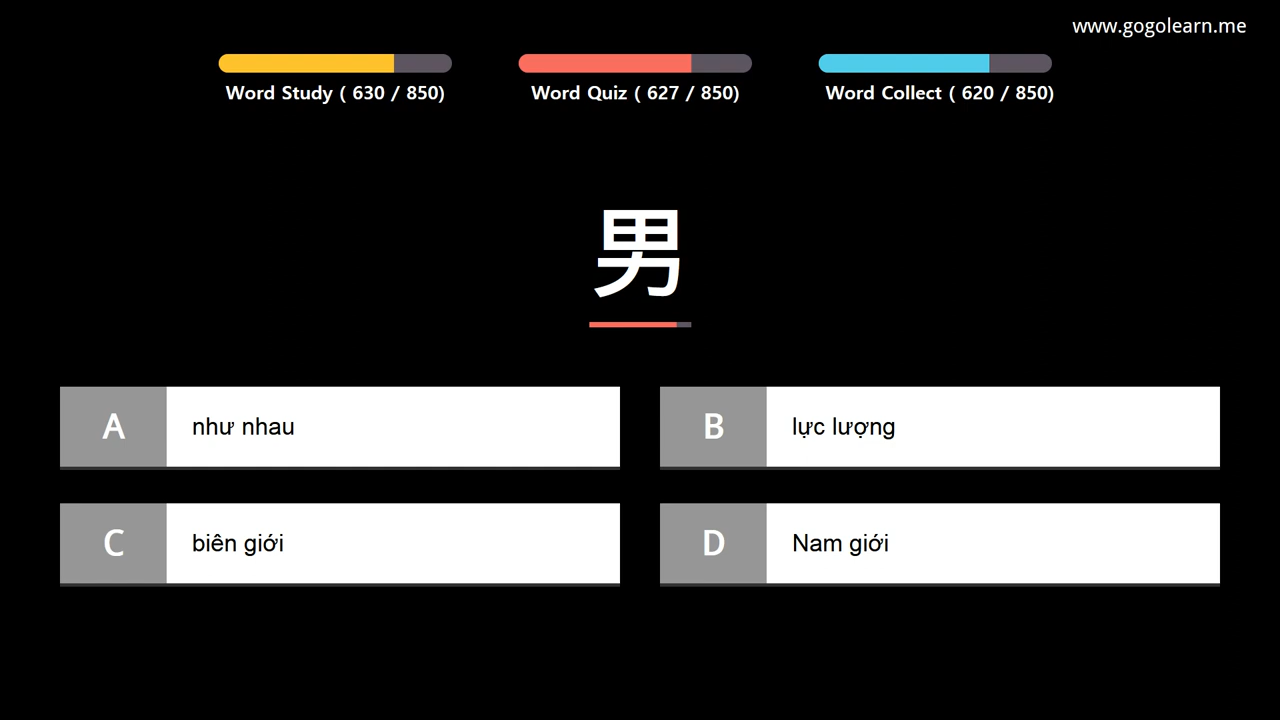 www.gogolearn.me
Word Study ( 630 / 850)
Word Quiz ( 627 / 850)
Word Collect ( 620 / 850)
男
A như nhau
B lực lượng
C biên giới
D Nam giới